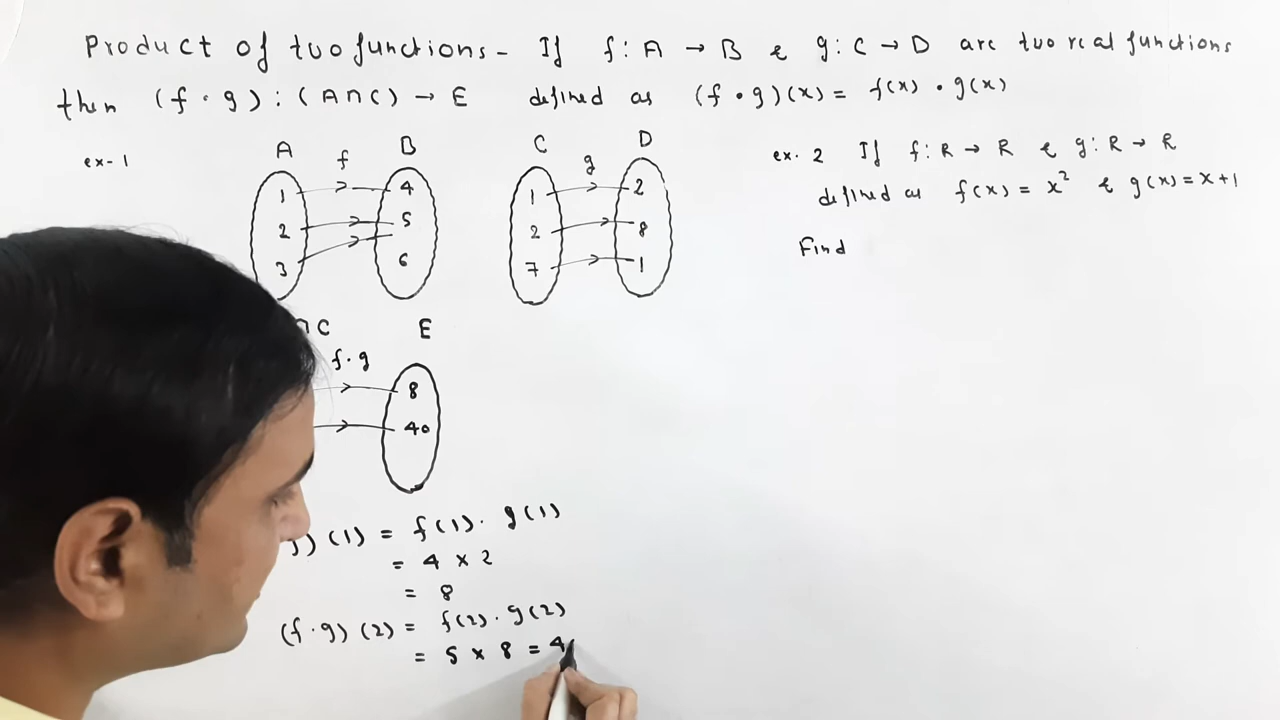 Product of two functions - If f : A → B & g : C → D are two real functions
then (f · g) : (A ∩ C) → E defined as (f · g)(x) = f(x) · g(x)
ex-1
A f B
1 4
2 5
3 6
C g D
1 2
2 8
7 1
ex. 2 If f : R → R & g : R → R
defined as f(x) = x² & g(x) = x+1
Find
∩ C E
f · g
8
40
) (1) = f(1) · g(1)
= 4 × 2
= 8
(f · g) (2) = f(2) · g(2)
= 5 × 8 = 4